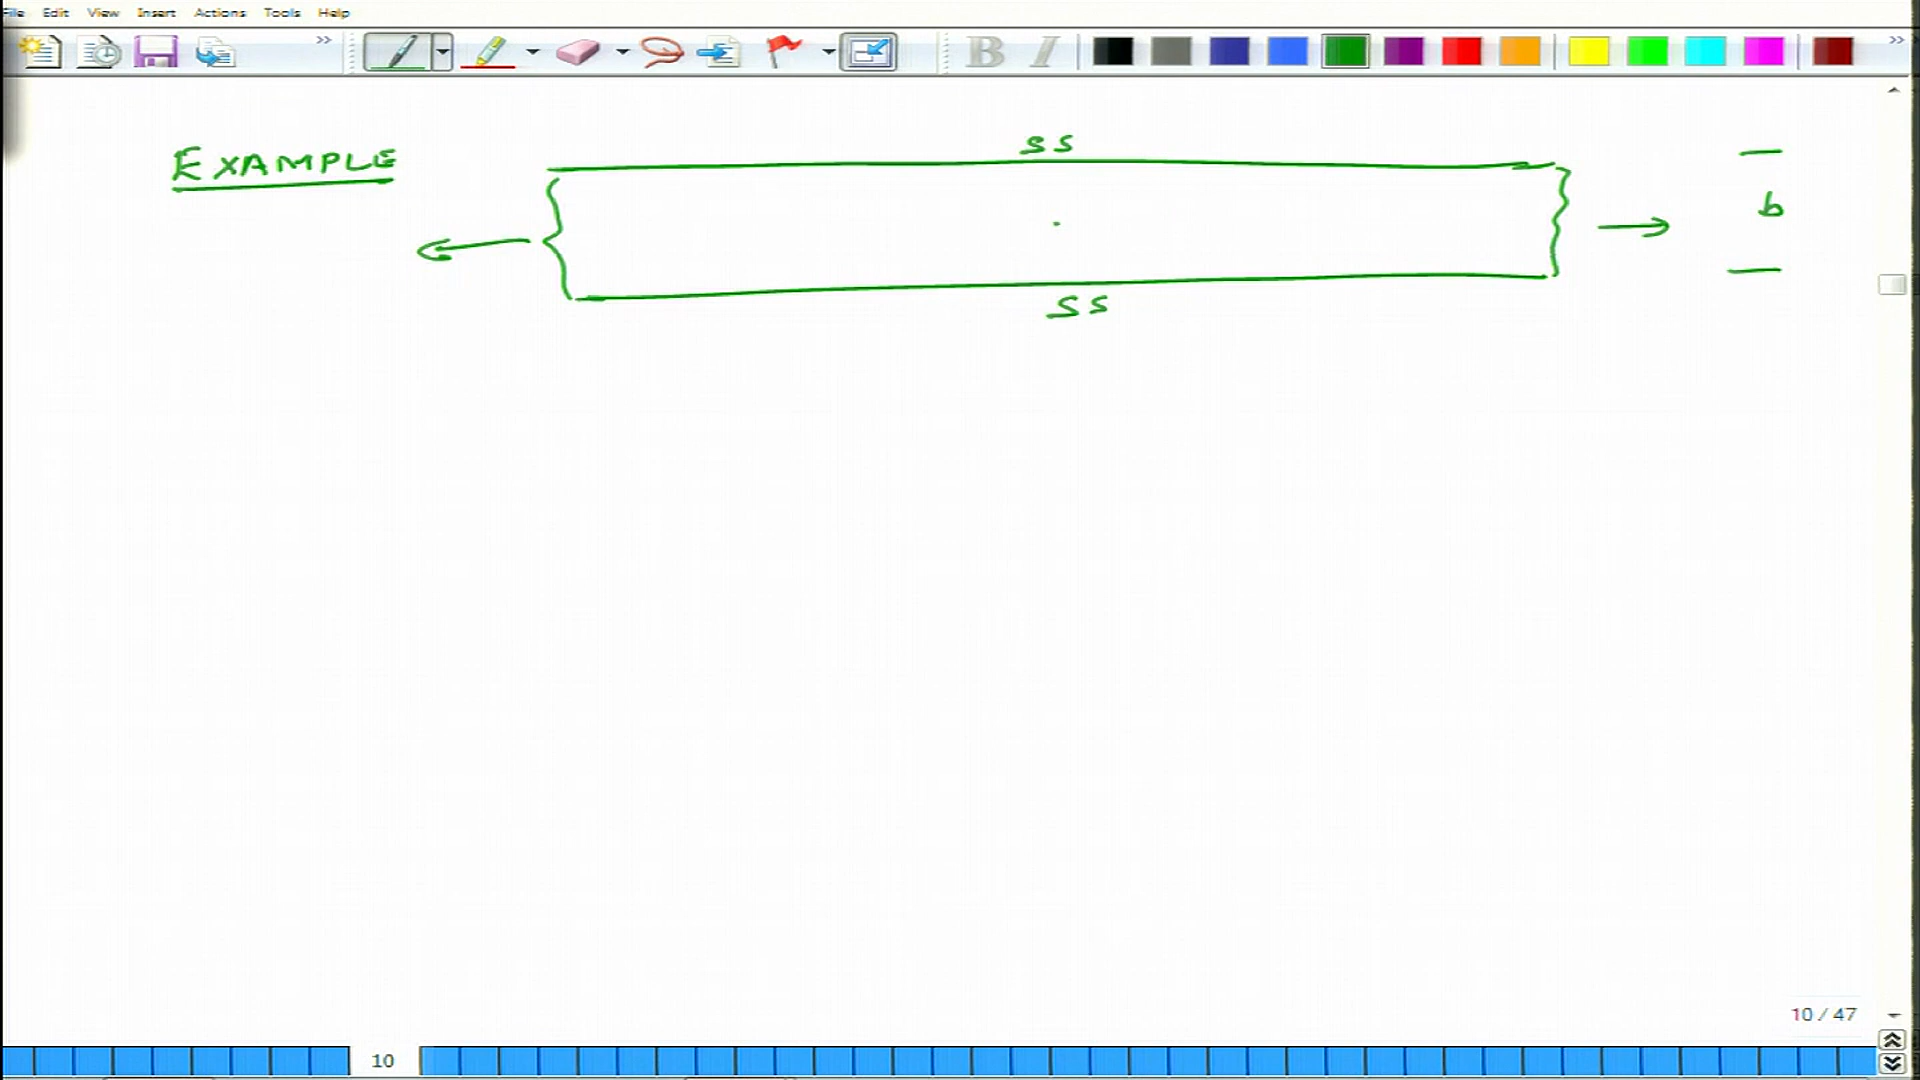 File Edit View Insert Actions Tools Help
B I
EXAMPLE
SS
b
SS
10 / 47
10